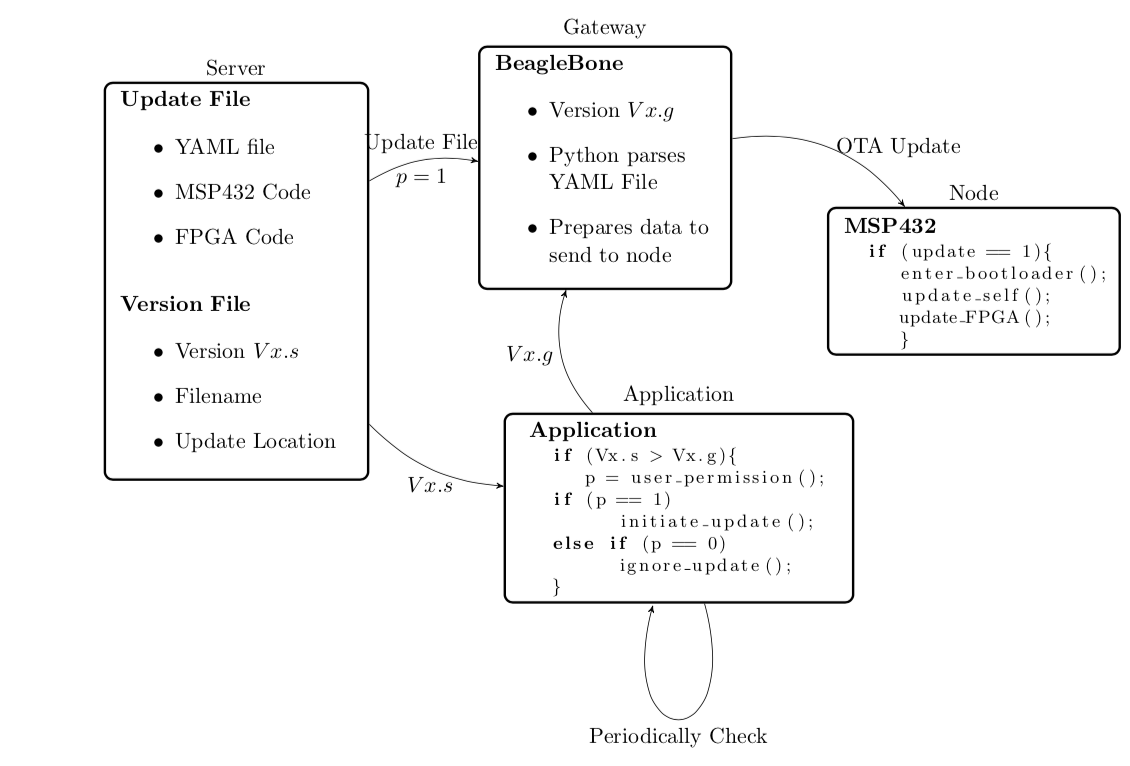 Server
Update File
• YAML file
• MSP432 Code
• FPGA Code
Version File
• Version Vx.s
• Filename
• Update Location
Update File
p = 1
Gateway
BeagleBone
• Version Vx.g
• Python parses
YAML File
• Prepares data to
send to node
OTA Update
Node
MSP432
if (update == 1){
enter_bootloader();
update_self();
update_FPGA();
}
Vx.g
Vx.s
Application
Application
if (Vx.s > Vx.g){
p = user_permission();
if (p == 1)
initiate_update();
else if (p == 0)
ignore_update();
}
Periodically Check